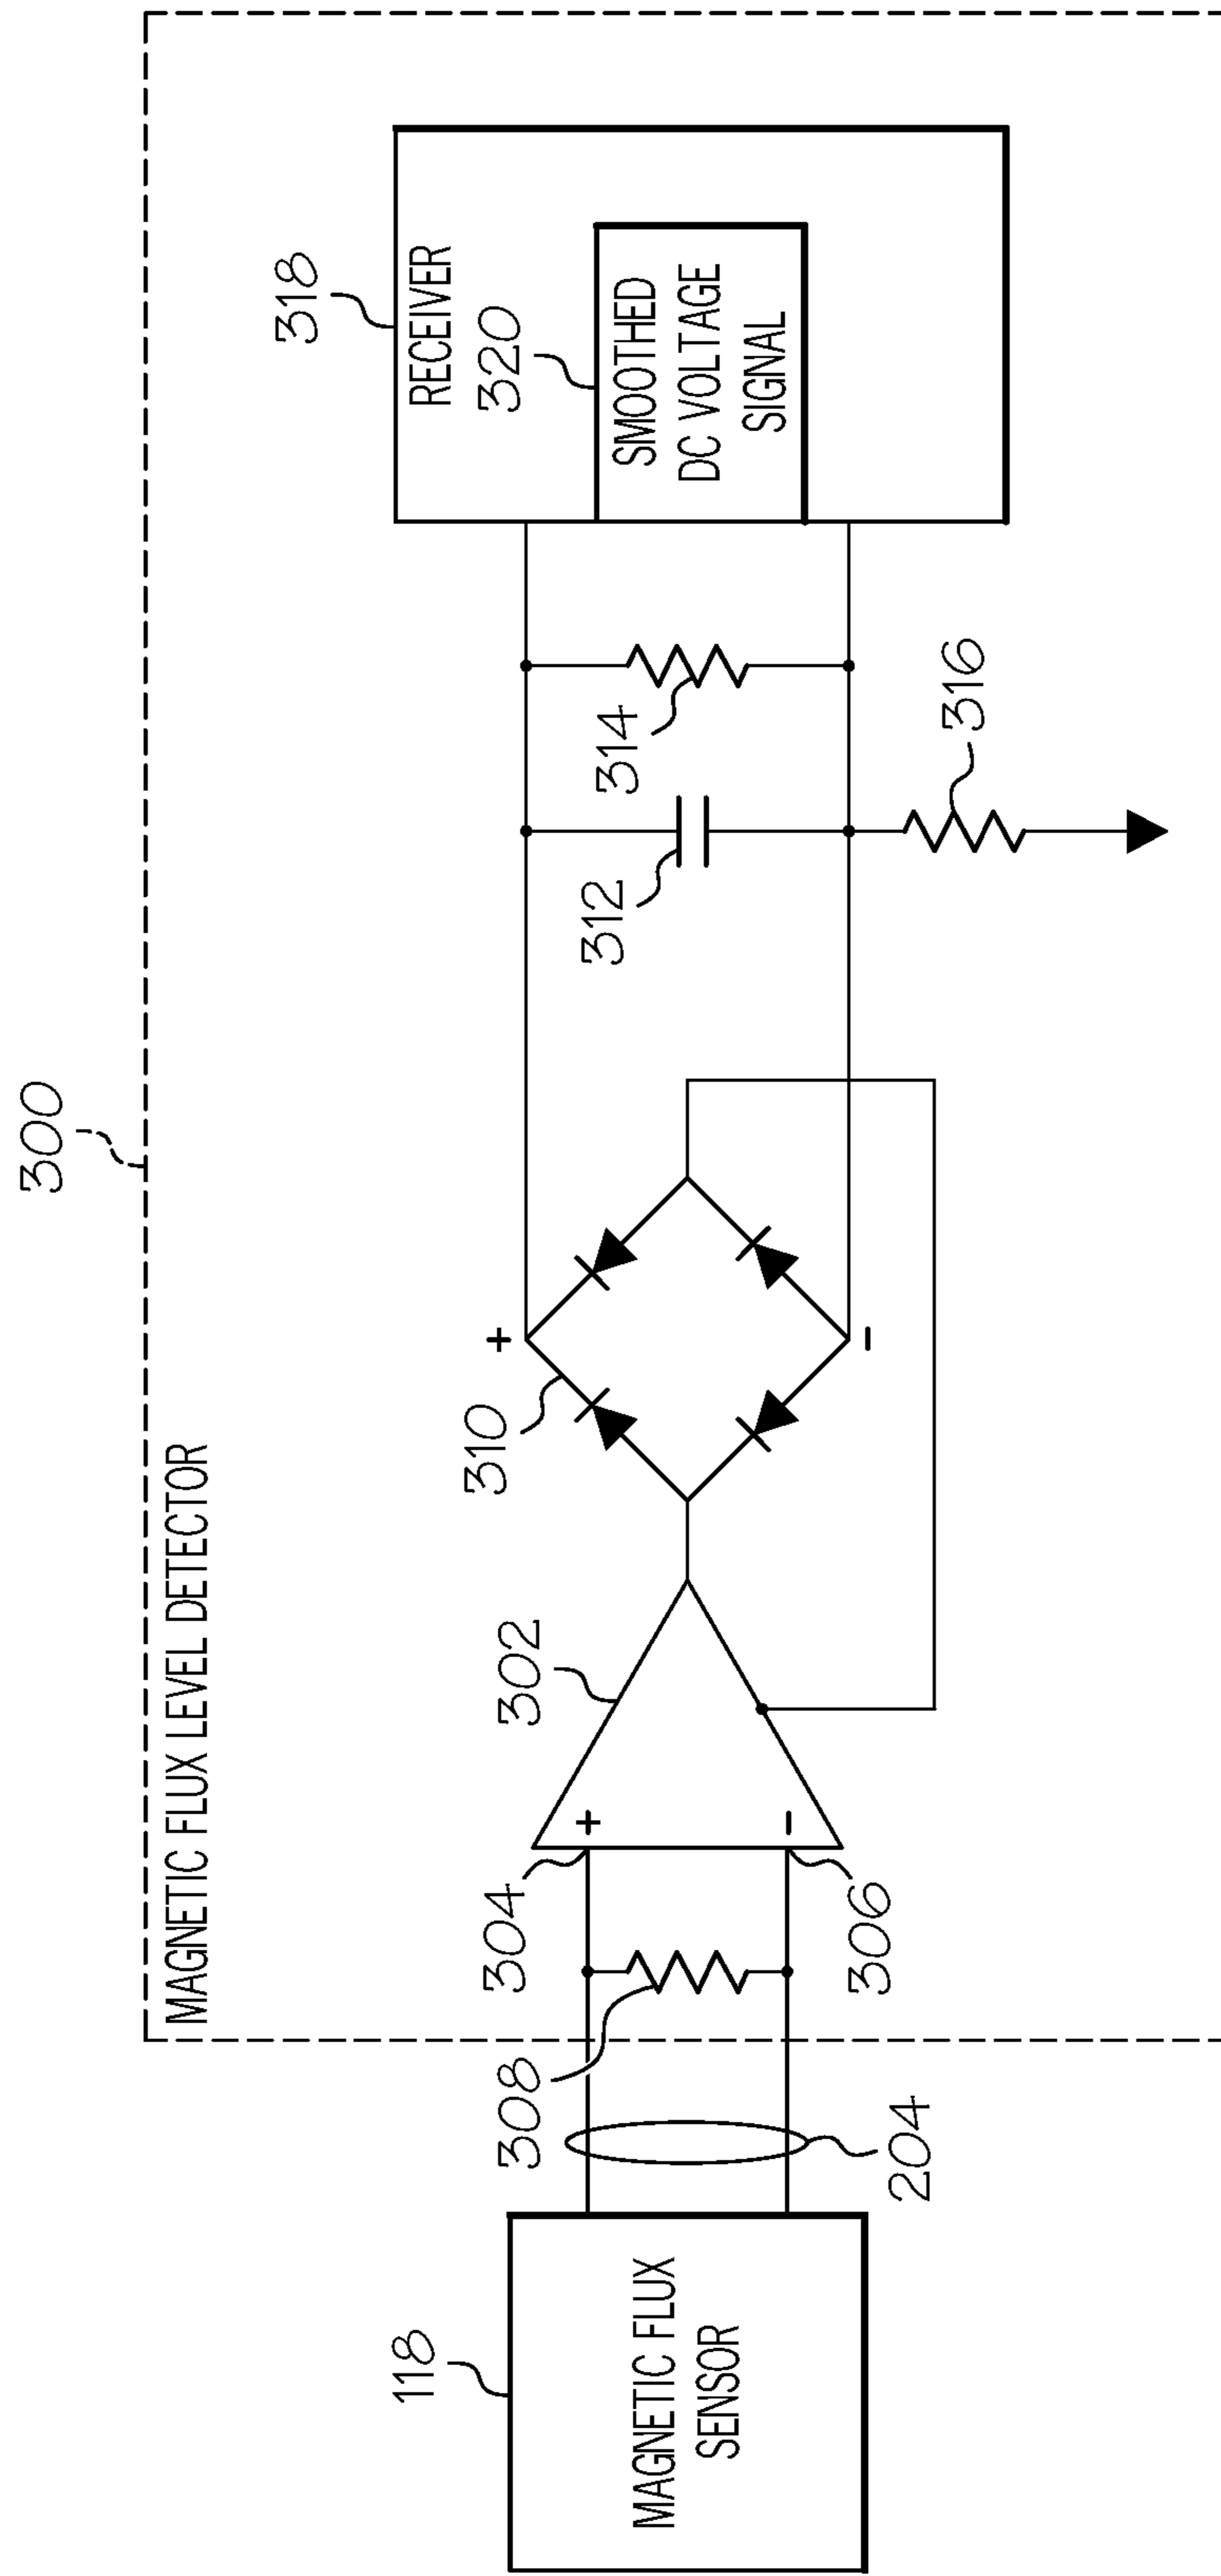 300
MAGNETIC FLUX LEVEL DETECTOR
118
MAGNETIC FLUX
SENSOR
204
308
304
+
-
306
302
310
+
-
312
314
316
318
RECEIVER
320
SMOOTHED
DC VOLTAGE
SIGNAL